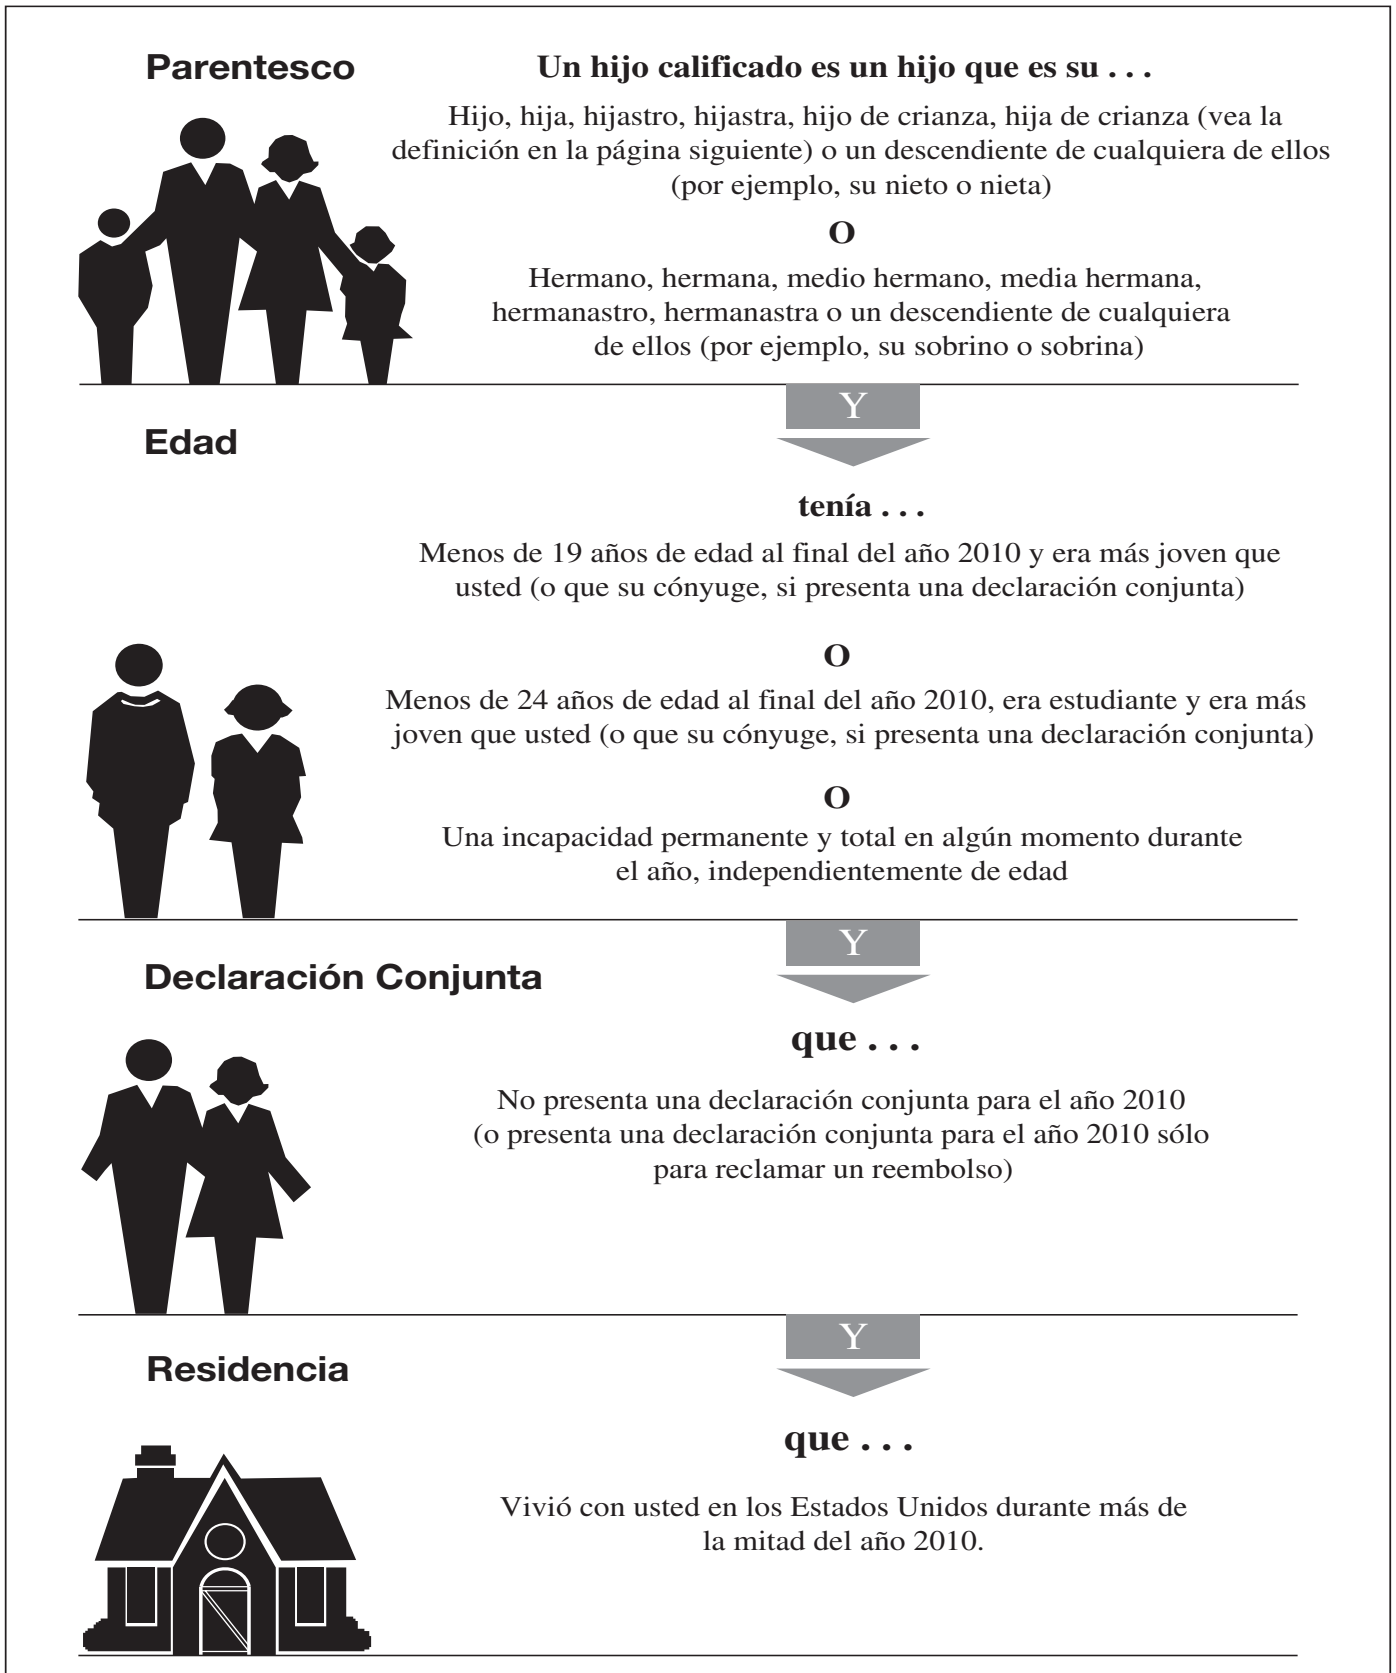 Parentesco
Un hijo calificado es un hijo que es su . . .
Hijo, hija, hijastro, hijastra, hijo de crianza, hija de crianza (vea la
definición en la página siguiente) o un descendiente de cualquiera de ellos
(por ejemplo, su nieto o nieta)
O
Hermano, hermana, medio hermano, media hermana,
hermanastro, hermanastra o un descendiente de cualquiera
de ellos (por ejemplo, su sobrino o sobrina)
Y
Edad
tenía . . .
Menos de 19 años de edad al final del año 2010 y era más joven que
usted (o que su cónyuge, si presenta una declaración conjunta)
O
Menos de 24 años de edad al final del año 2010, era estudiante y era más
joven que usted (o que su cónyuge, si presenta una declaración conjunta)
O
Una incapacidad permanente y total en algún momento durante
el año, independientemente de edad
Y
Declaración Conjunta
que . . .
No presenta una declaración conjunta para el año 2010
(o presenta una declaración conjunta para el año 2010 sólo
para reclamar un reembolso)
Y
Residencia
que . . .
Vivió con usted en los Estados Unidos durante más de
la mitad del año 2010.